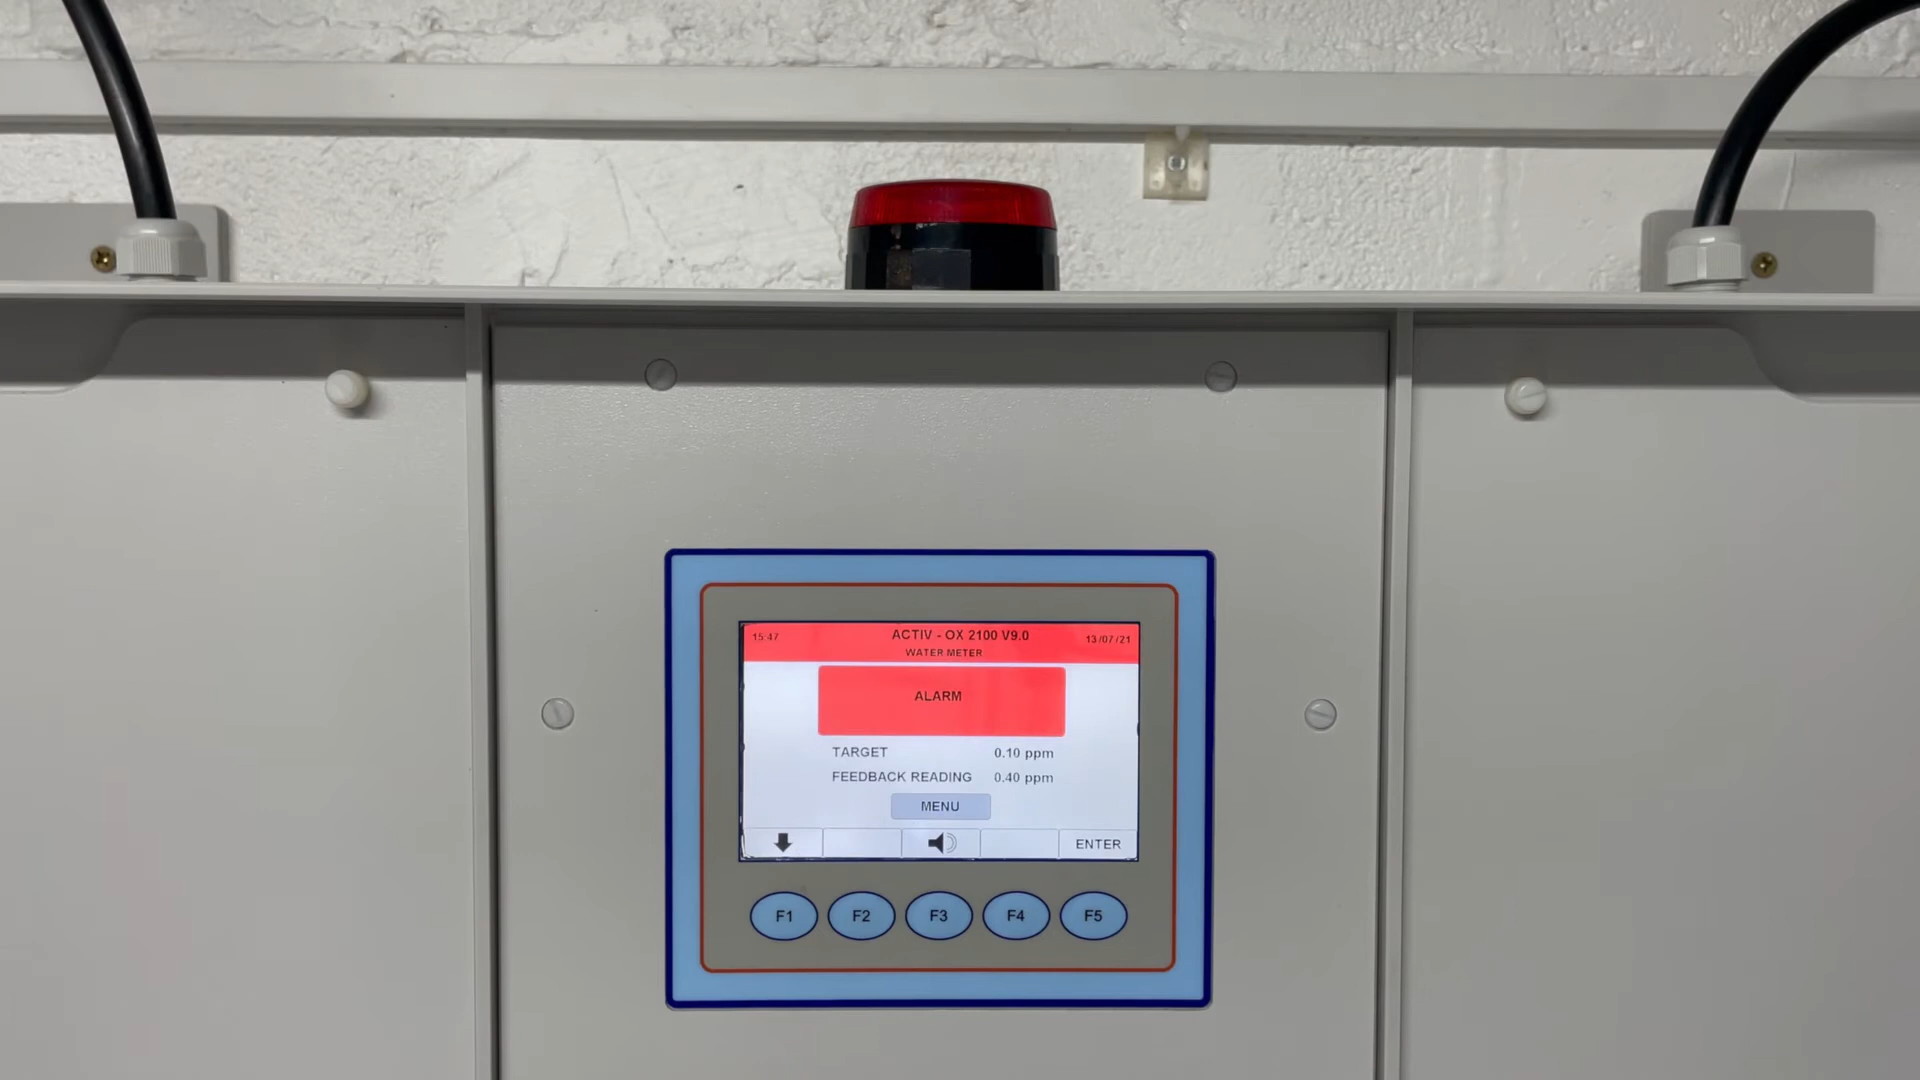 15:47 ACTIV - OX 2100 V9.0 13/07/21
WATER METER
ALARM
TARGET 0.10 ppm
FEEDBACK READING 0.40 ppm
MENU
ENTER
F1 F2 F3 F4 F5